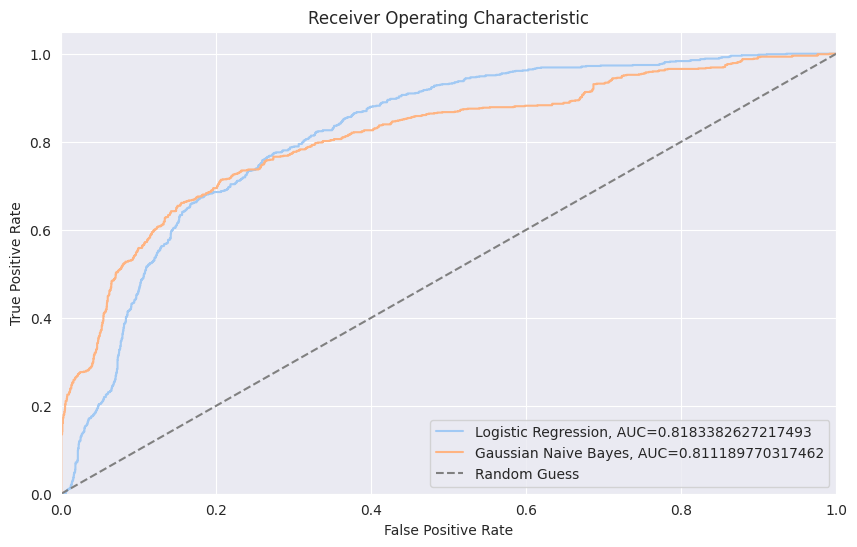 Receiver Operating Characteristic
True Positive Rate
1.0
0.8
0.6
0.4
0.2
0.0
0.0 0.2 0.4 0.6 0.8 1.0
False Positive Rate
Logistic Regression, AUC=0.8183382627217493
Gaussian Naive Bayes, AUC=0.811189770317462
Random Guess